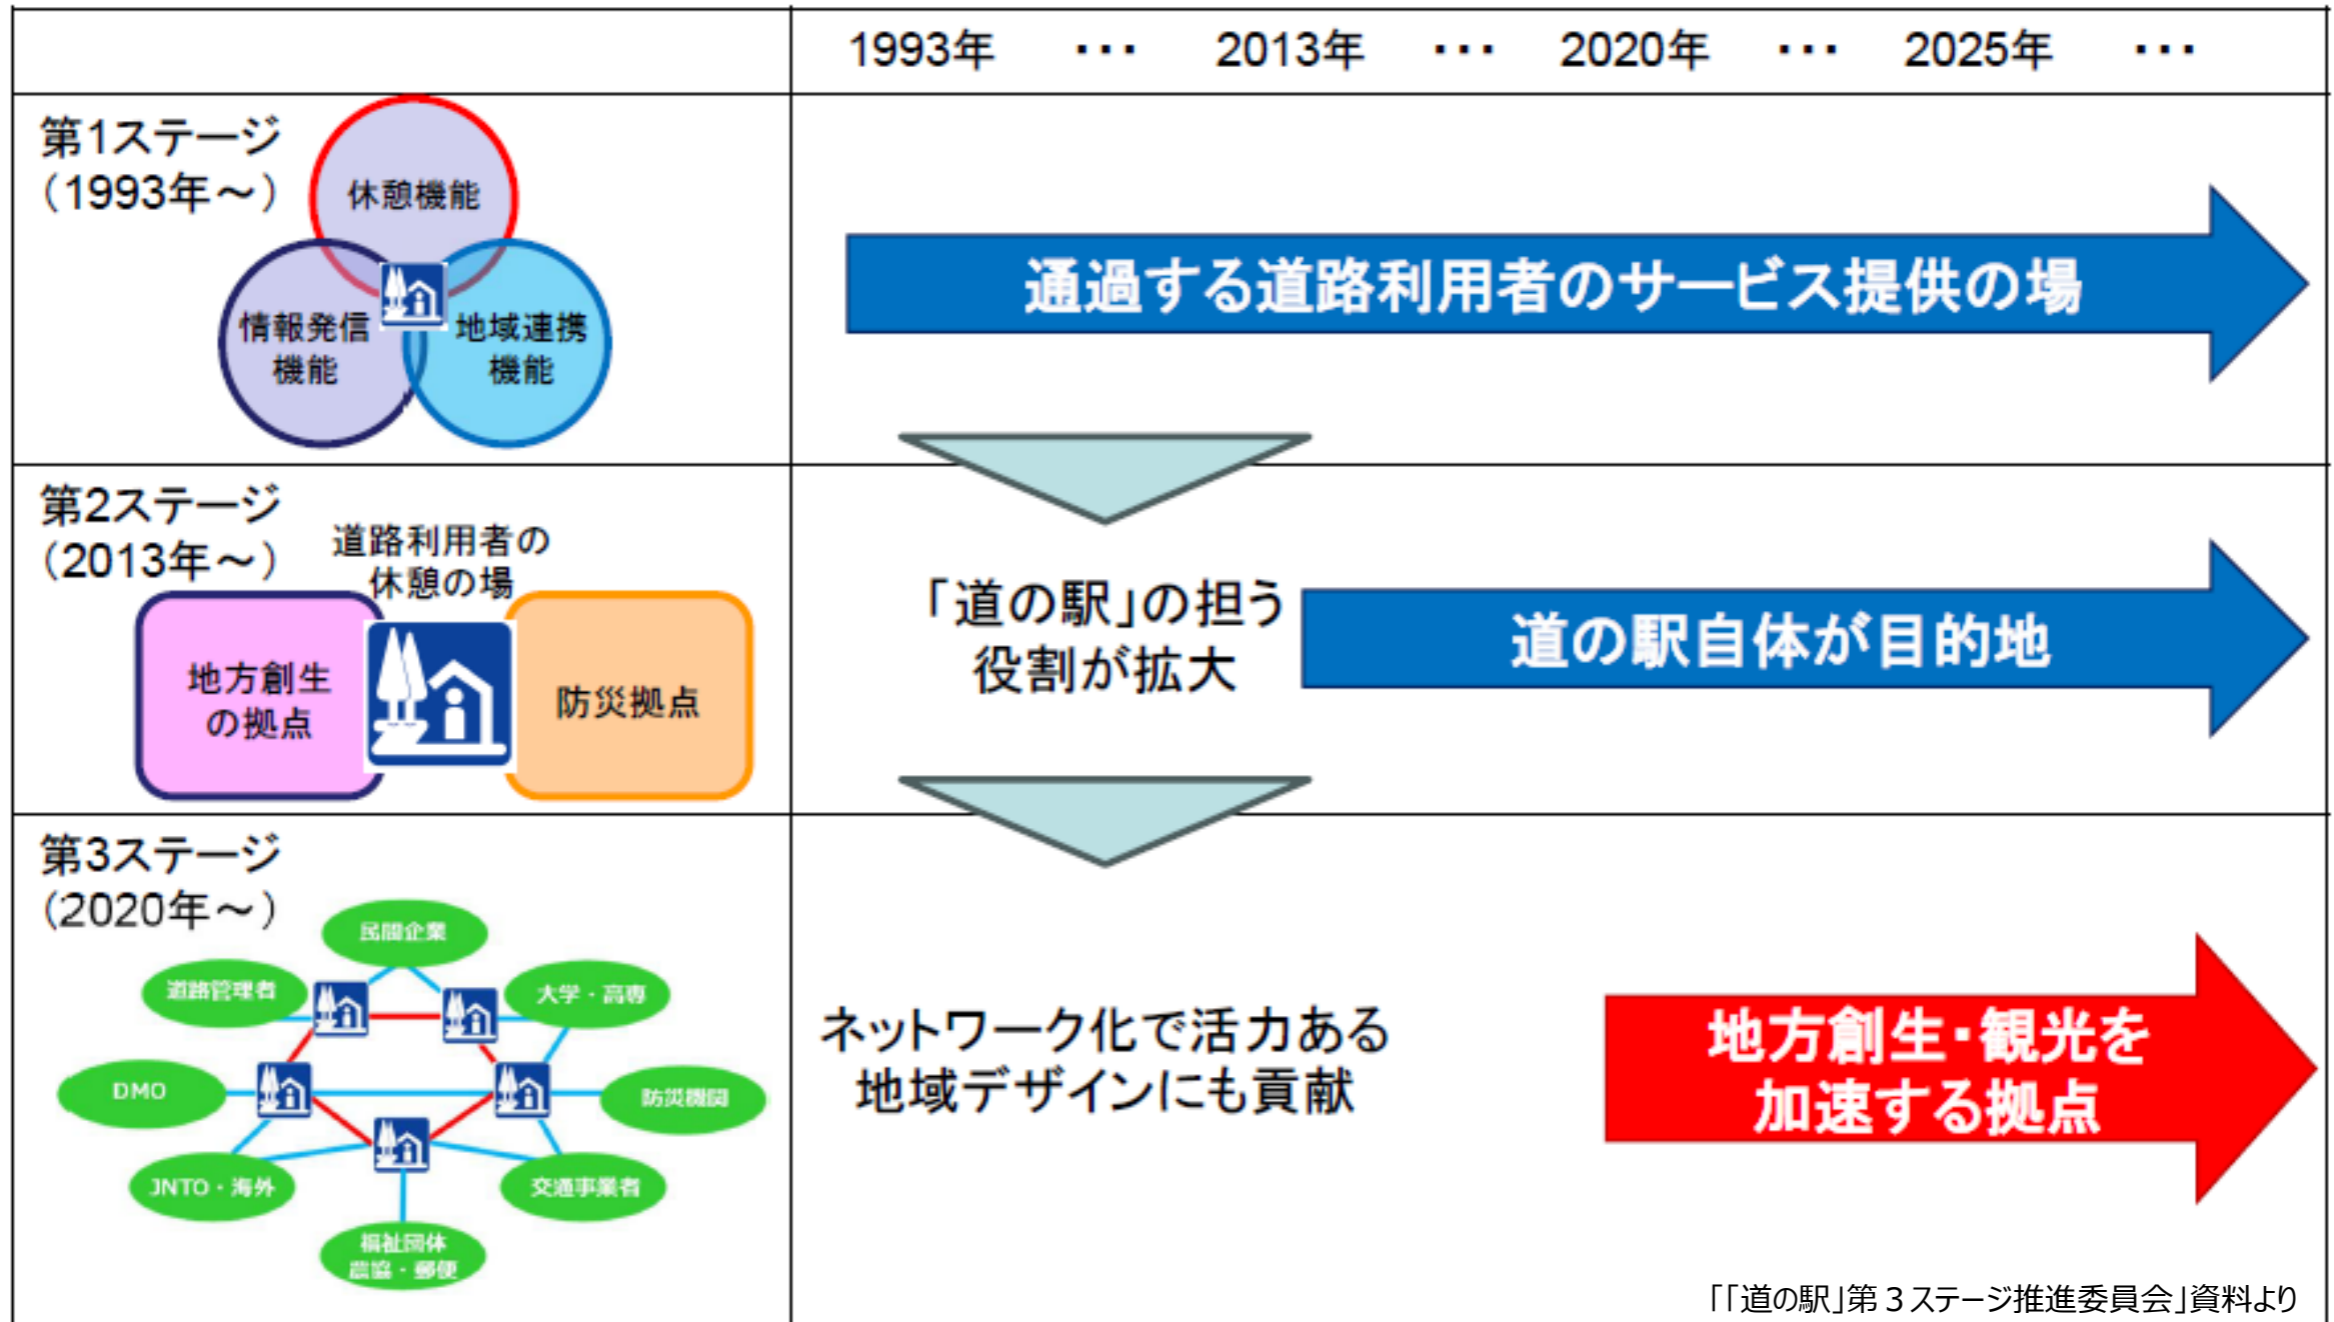 1993年 ・・・ 2013年 ・・・ 2020年 ・・・ 2025年 ・・・
第1ステージ
（1993年～）
休憩機能
情報発信
機能
地域連携
機能
通過する道路利用者のサービス提供の場
第2ステージ
（2013年～）
道路利用者の
休憩の場
地方創生
の拠点
防災拠点
「道の駅」の担う
役割が拡大
道の駅自体が目的地
第3ステージ
（2020年～）
民間企業
道路管理者
大学・高専
DMO
防災機関
JNTO・海外
交通事業者
福祉団体
農協・郵便
ネットワーク化で活力ある
地域デザインにも貢献
地方創生・観光を
加速する拠点
「「道の駅」第３ステージ推進委員会」資料より